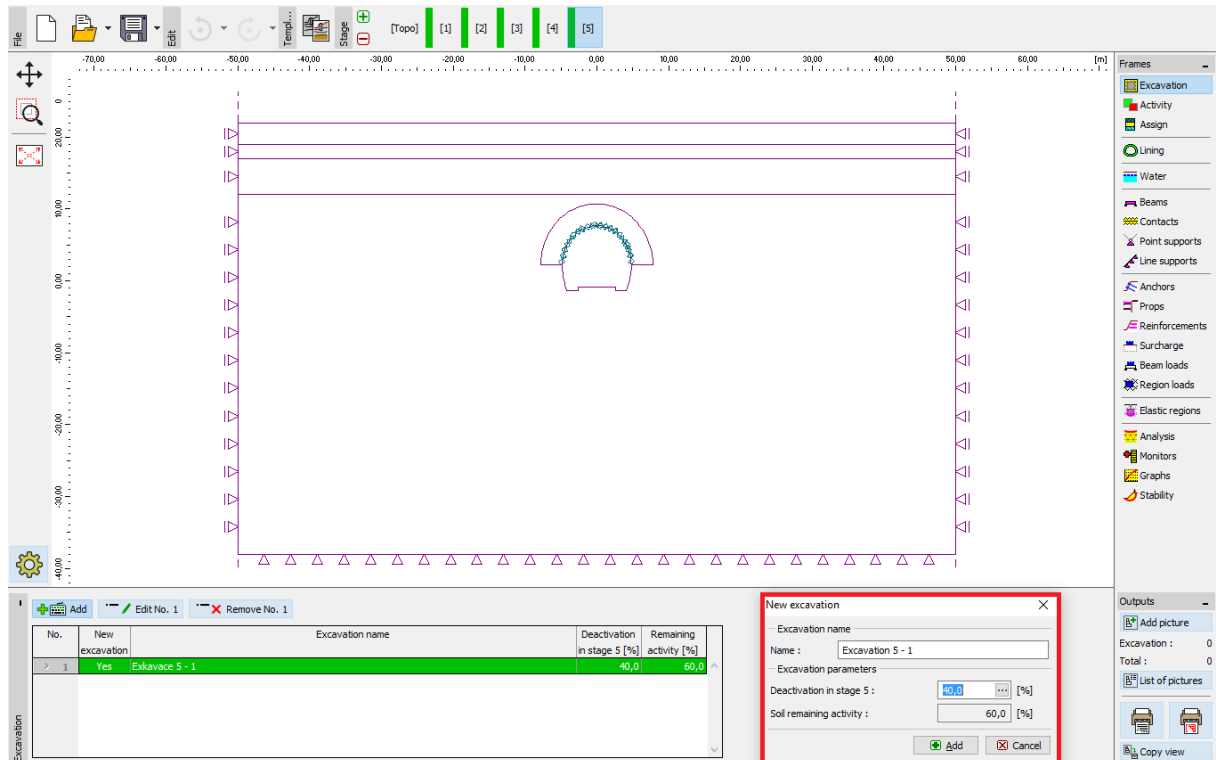 File
Edit
Templ...
Stage
[Topo] [1] [2] [3] [4] [5]
-70,00 -60,00 -50,00 -40,00 -30,00 -20,00 -10,00 0,00 10,00 20,00 30,00 40,00 50,00 60,00 [m]
0
20,00
10,00
0,00
-10,00
-20,00
-30,00
-40,00
Frames
Excavation
Activity
Assign
Lining
Water
Beams
Contacts
Point supports
Line supports
Anchors
Props
Reinforcements
Surcharge
Beam loads
Region loads
Elastic regions
Analysis
Monitors
Graphs
Stability
Excavation
Add Edit No. 1 Remove No. 1
No. New excavation Excavation name Deactivation in stage 5 [%] Remaining activity [%]
1 Yes Exkavace 5 - 1 40,0 60,0
New excavation
Excavation name
Name : Excavation 5 - 1
Excavation parameters
Deactivation in stage 5 : 40,0 ... [%]
Soil remaining activity : 60,0 [%]
Add Cancel
Outputs
Add picture
Excavation : 0
Total : 0
List of pictures
Copy view